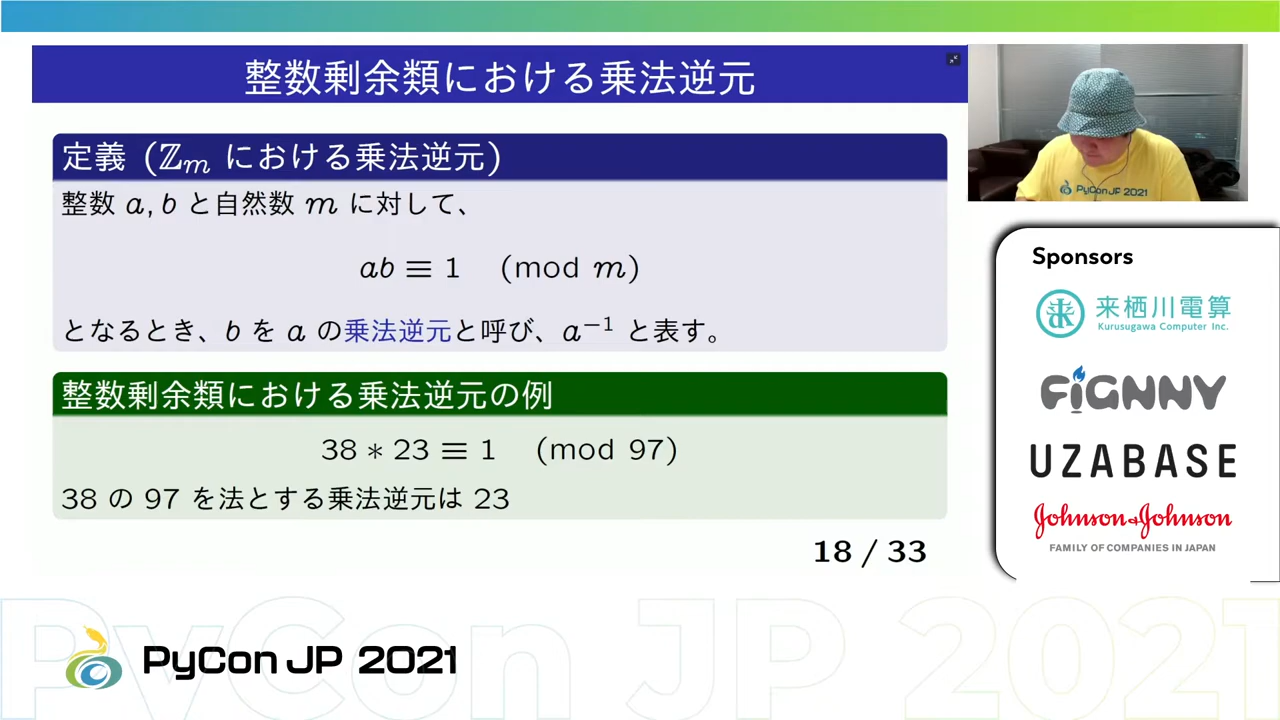 整数剰余類における乗法逆元
定義 (ℤₘ における乗法逆元)
整数 a, b と自然数 m に対して、
ab ≡ 1 (mod m)
となるとき、b を a の乗法逆元と呼び、a⁻¹ と表す。
整数剰余類における乗法逆元の例
38 * 23 ≡ 1 (mod 97)
38 の 97 を法とする乗法逆元は 23
18 / 33
PyCon JP 2021
Sponsors
来栖川電算
Kurusugawa Computer Inc.
FiGNNY
UZABASE
Johnson & Johnson
FAMILY OF COMPANIES IN JAPAN
PyCon JP 2021
PyCon JP 2021